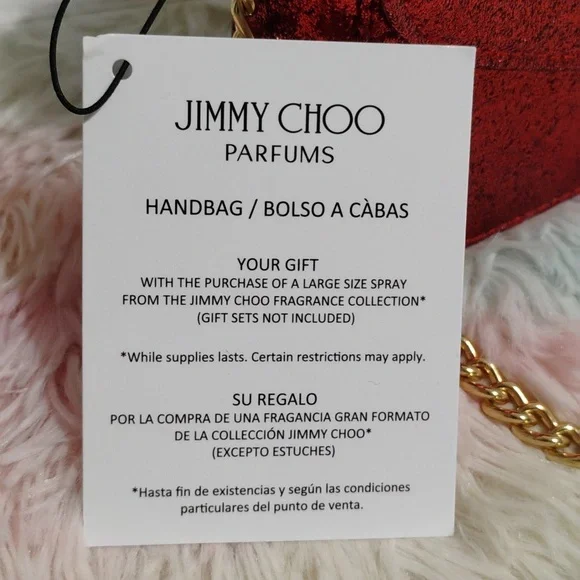 JIMMY CHOO
PARFUMS
HANDBAG / BOLSO A CÀBAS
YOUR GIFT
WITH THE PURCHASE OF A LARGE SIZE SPRAY
FROM THE JIMMY CHOO FRAGRANCE COLLECTION*
(GIFT SETS NOT INCLUDED)
*While supplies lasts. Certain restrictions may apply.
SU REGALO
POR LA COMPRA DE UNA FRAGANCIA GRAN FORMATO
DE LA COLLECCIÓN JIMMY CHOO*
(EXCEPTO ESTUCHES)
*Hasta fin de existencias y según las condiciones
particulares del punto de venta.